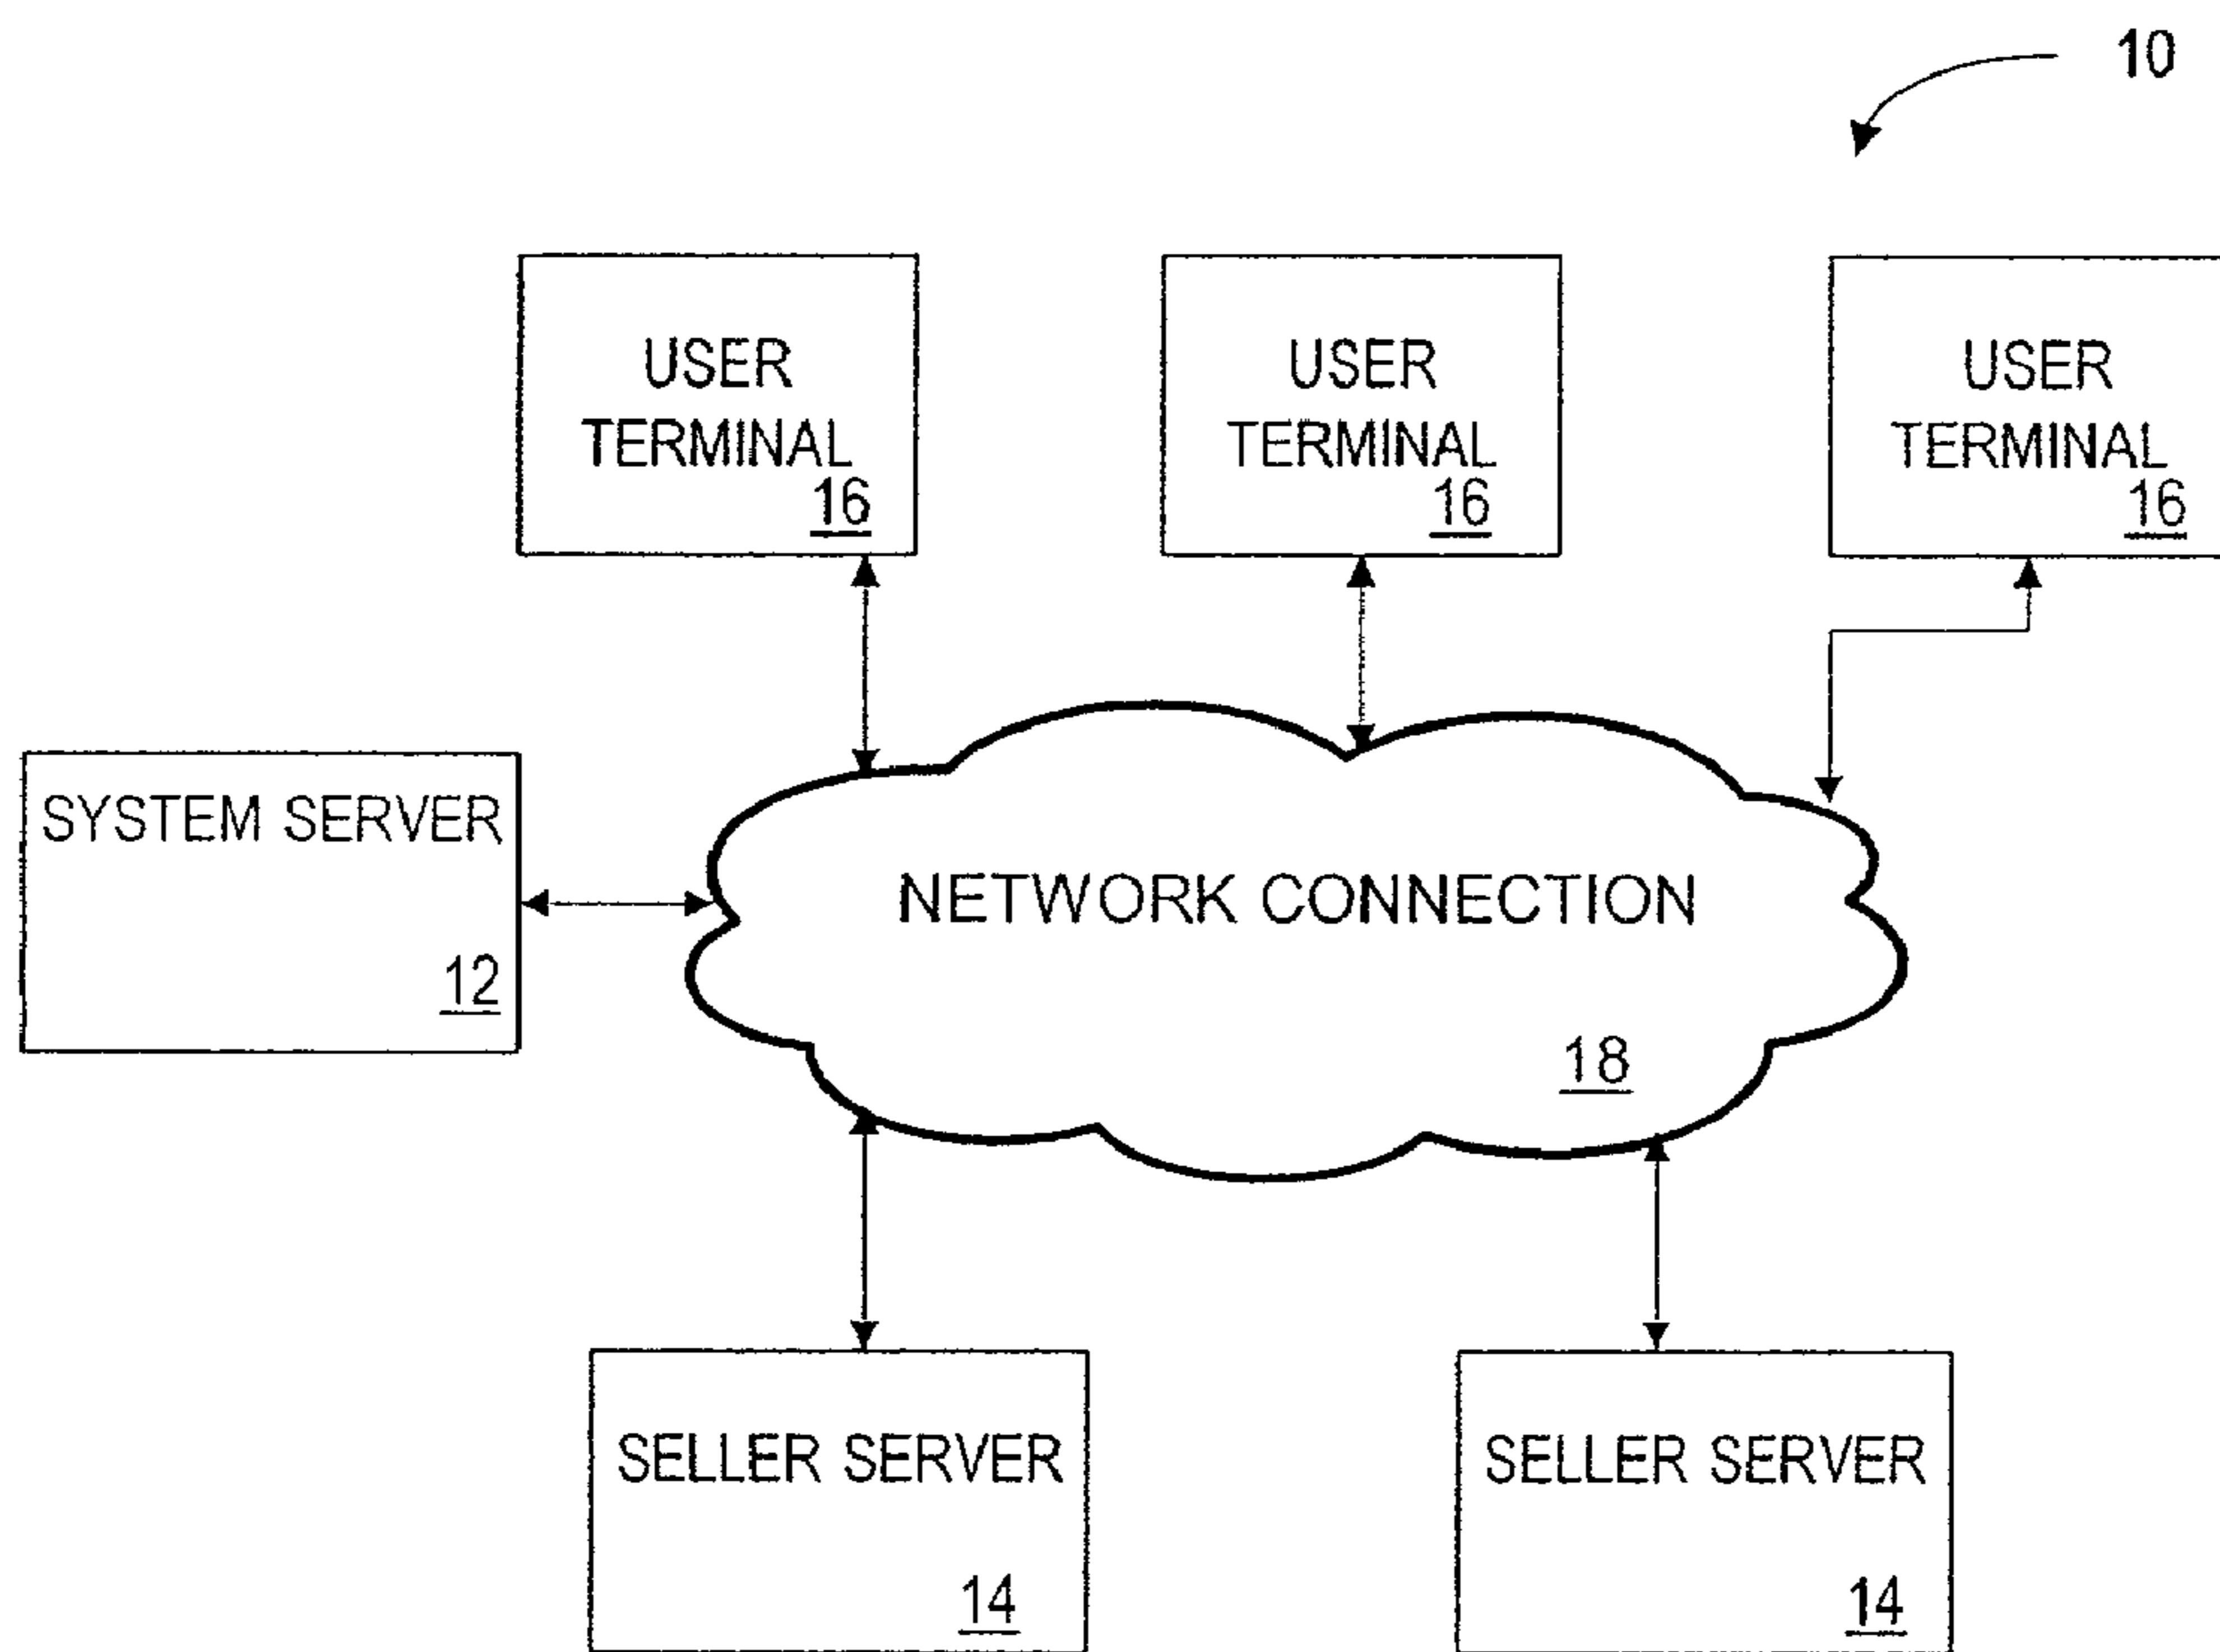 10
USER
TERMINAL
16
USER
TERMINAL
16
USER
TERMINAL
16
SYSTEM SERVER
12
NETWORK CONNECTION
18
SELLER SERVER
14
SELLER SERVER
14